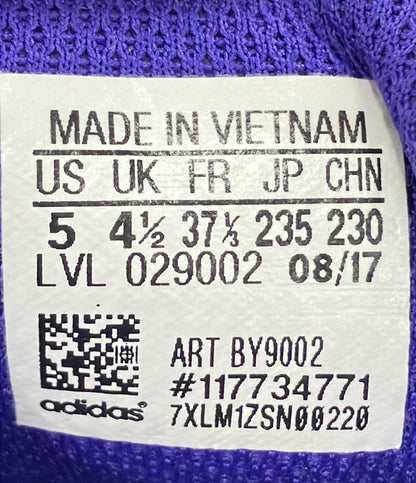 MADE IN VIETNAM
US UK FR JP CHN
5 4½ 37⅓ 235 230
LVL 029002 08/17
ART BY9002
#117734771
adidas 7XLM1ZSN00220